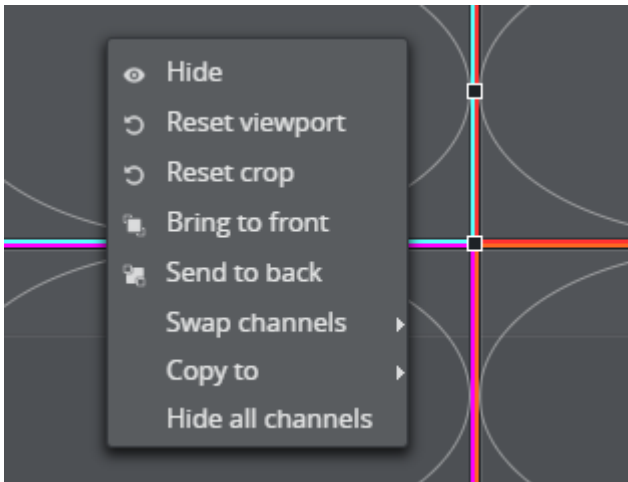 Hide
Reset viewport
Reset crop
Bring to front
Send to back
Swap channels
Copy to
Hide all channels